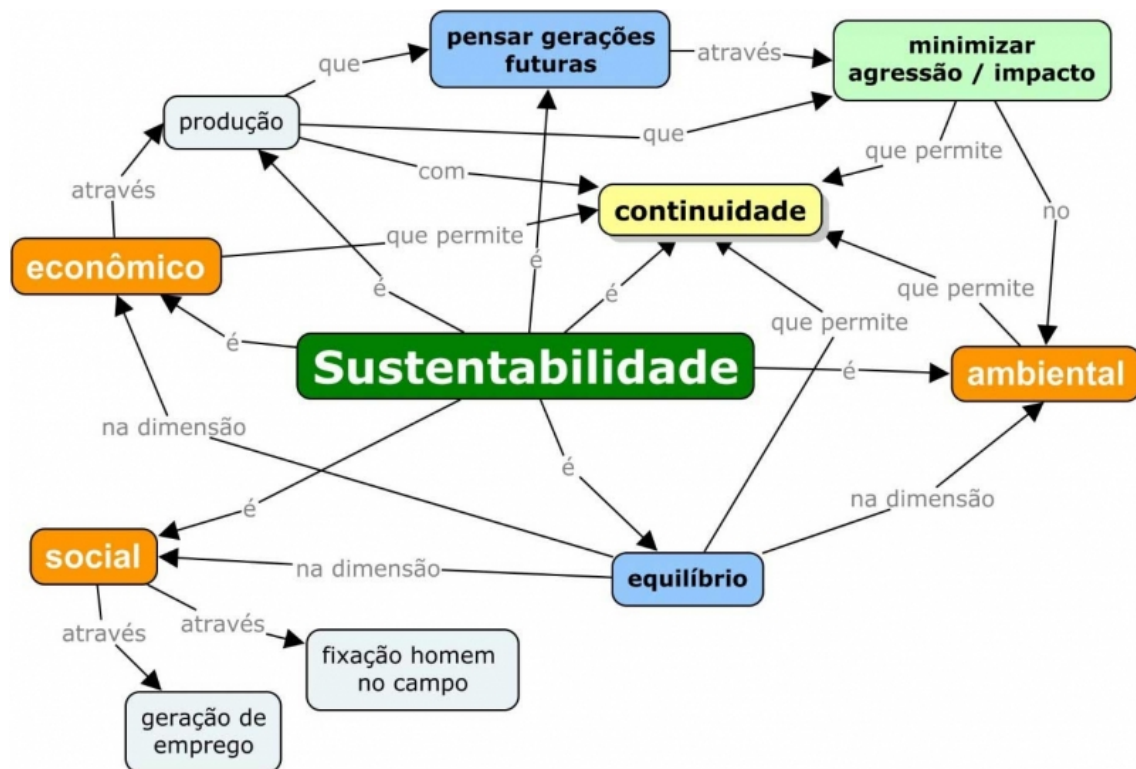 pensar gerações
futuras
através
minimizar
agressão / impacto
que
produção
que
com
que permite
através
continuidade
no
que permite
econômico
é
que permite
é
é
que permite
é
Sustentabilidade
é
ambiental
na dimensão
é
na dimensão
é
social
na dimensão
equilíbrio
através
através
fixação homem
no campo
geração de
emprego